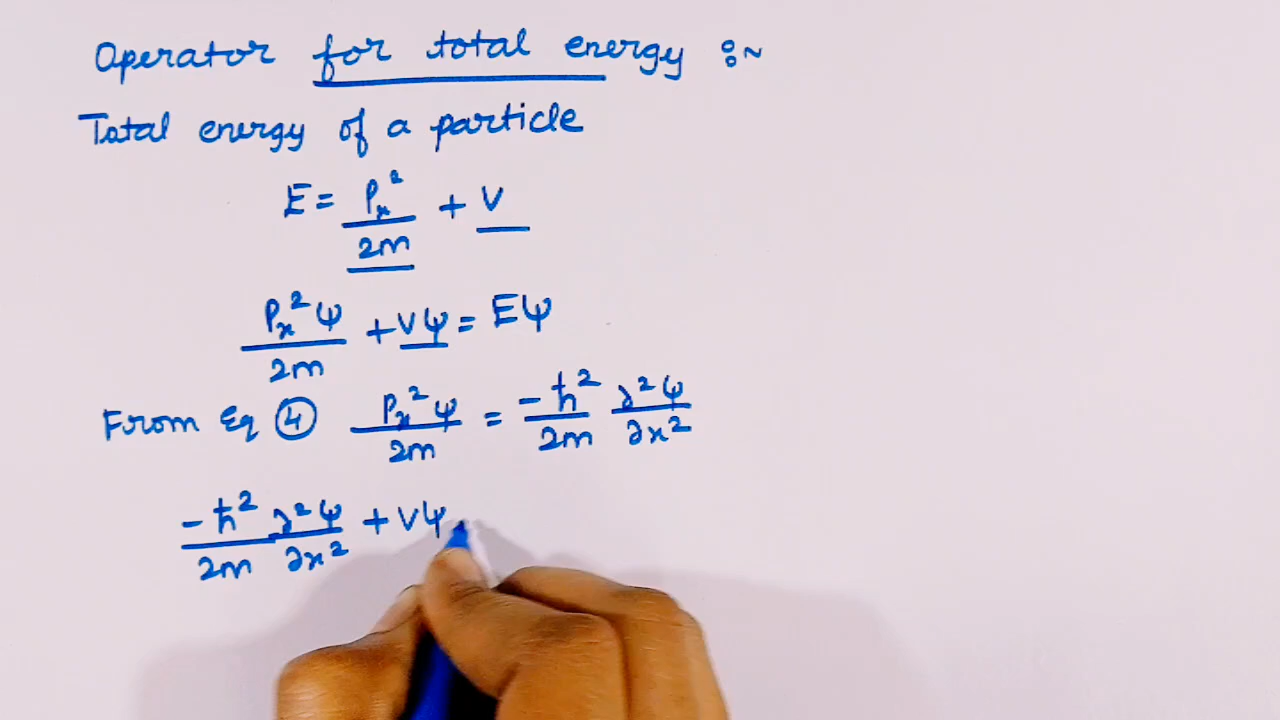 Operator for total energy :~
Total energy of a particle
E = Pₓ²/2m + V
Pₓ²ψ/2m + Vψ = Eψ
From Eq ④ Pₓ²ψ/2m = -ħ²/2m ∂²ψ/∂x²
-ħ²/2m ∂²ψ/∂x² + Vψ